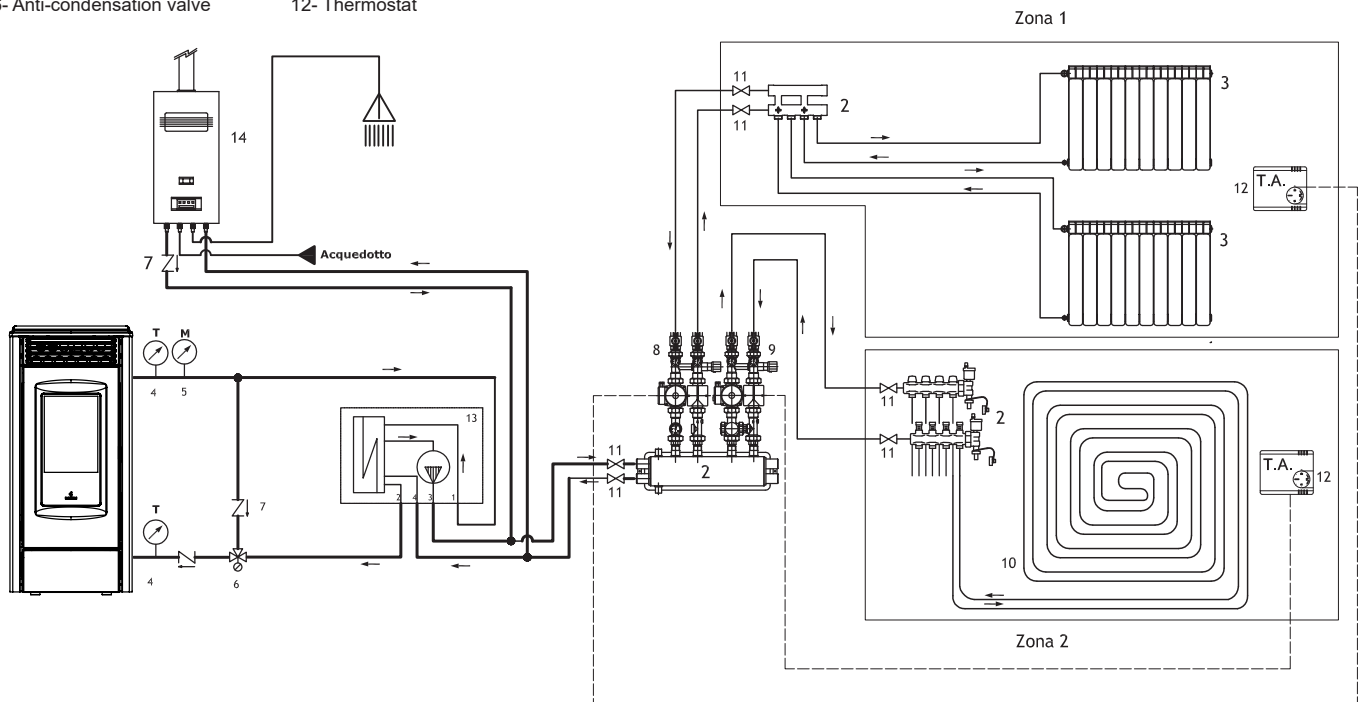 6- Anti-condensation valve 12- Thermostat
Zona 1
11
2
3
14
11
12 T.A.
7
Acquedotto
3
T M
4 5
8 9
11
2
11
13
11
2
11
2 4 3 1
7
T
4
6
T.A. 12
10
Zona 2